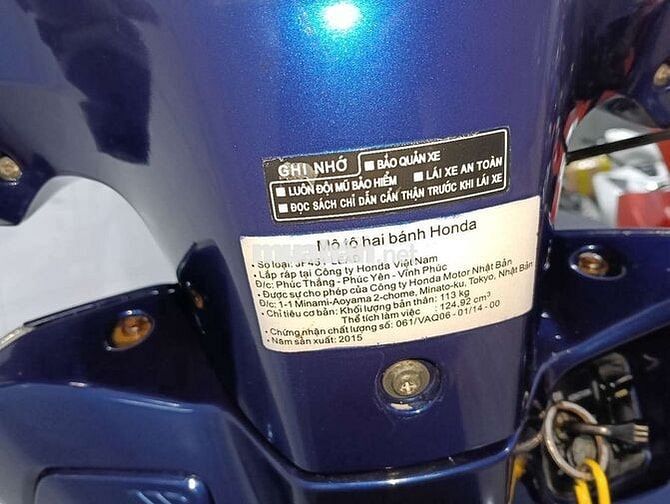 GHI NHỚ
■ BẢO QUẢN XE
■ LUÔN ĐỘI MŨ BẢO HIỂM ■ LÁI XE AN TOÀN
■ ĐỌC SÁCH CHỈ DẪN CẨN THẬN TRƯỚC KHI LÁI XE
Mô tô hai bánh Honda
• Số loại:
• Lắp ráp tại Công ty Honda Việt Nam
Đ/c: Phúc Thắng - Phúc Yên - Vĩnh Phúc
• Được sự cho phép của Công ty Honda Motor Nhật Bản
Đ/c: 1-1 Minami-Aoyama 2-chome, Minato-ku, Tokyo, Nhật Bản
• Chỉ tiêu cơ bản: Khối lượng bản thân: 113 kg
Thể tích làm việc : 124,92 cm³
• Chứng nhận chất lượng số: 061/VAQ06 - 01/14 - 00
• Năm sản xuất: 2015